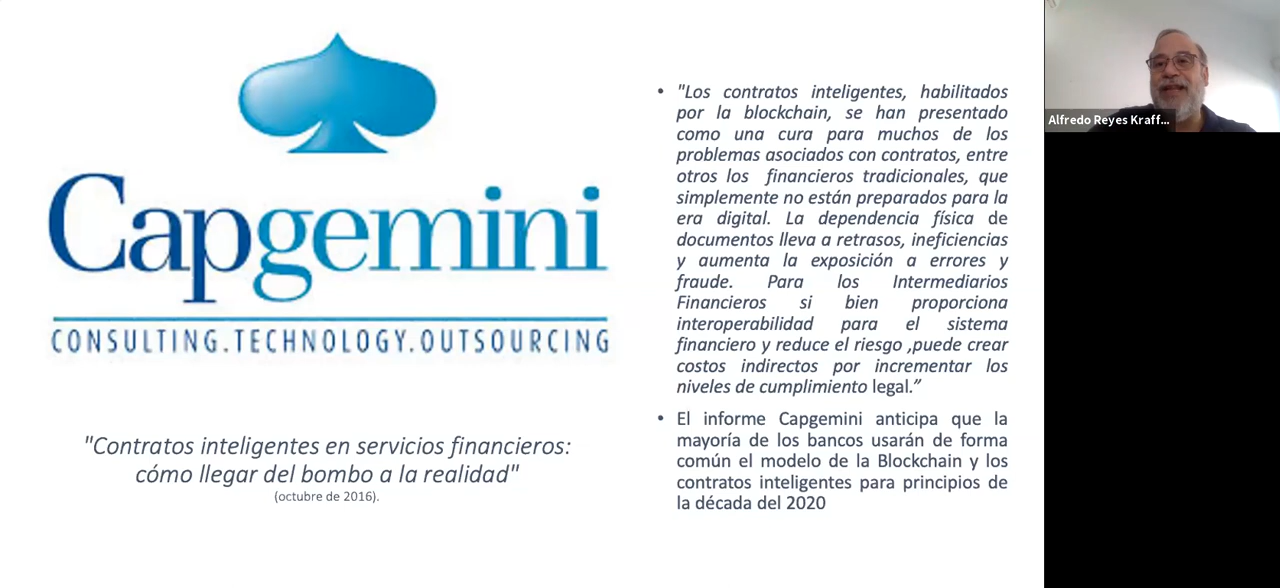 Capgemini
CONSULTING.TECHNOLOGY.OUTSOURCING
"Contratos inteligentes en servicios financieros:
cómo llegar del bombo a la realidad"
(octubre de 2016).
• "Los contratos inteligentes, habilitados
por la blockchain, se han presentado
como una cura para muchos de los
problemas asociados con contratos, entre
otros los financieros tradicionales, que
simplemente no están preparados para la
era digital. La dependencia física de
documentos lleva a retrasos, ineficiencias
y aumenta la exposición a errores y
fraude. Para los Intermediarios
Financieros si bien proporciona
interoperabilidad para el sistema
financiero y reduce el riesgo ,puede crear
costos indirectos por incrementar los
niveles de cumplimiento legal.”
• El informe Capgemini anticipa que la
mayoría de los bancos usarán de forma
común el modelo de la Blockchain y los
contratos inteligentes para principios de
la década del 2020
Alfredo Reyes Kraff...